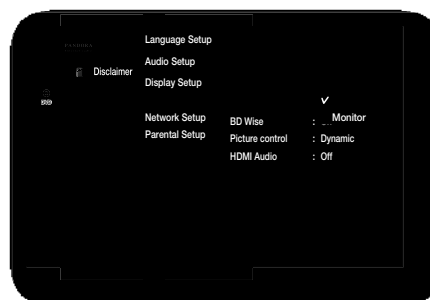 PANDORA
Disclaimer
Language Setup
Audio Setup
Display Setup
✔
Network Setup
Parental Setup
BD Wise :
Monitor
Picture control : Dynamic
HDMI Audio : Off